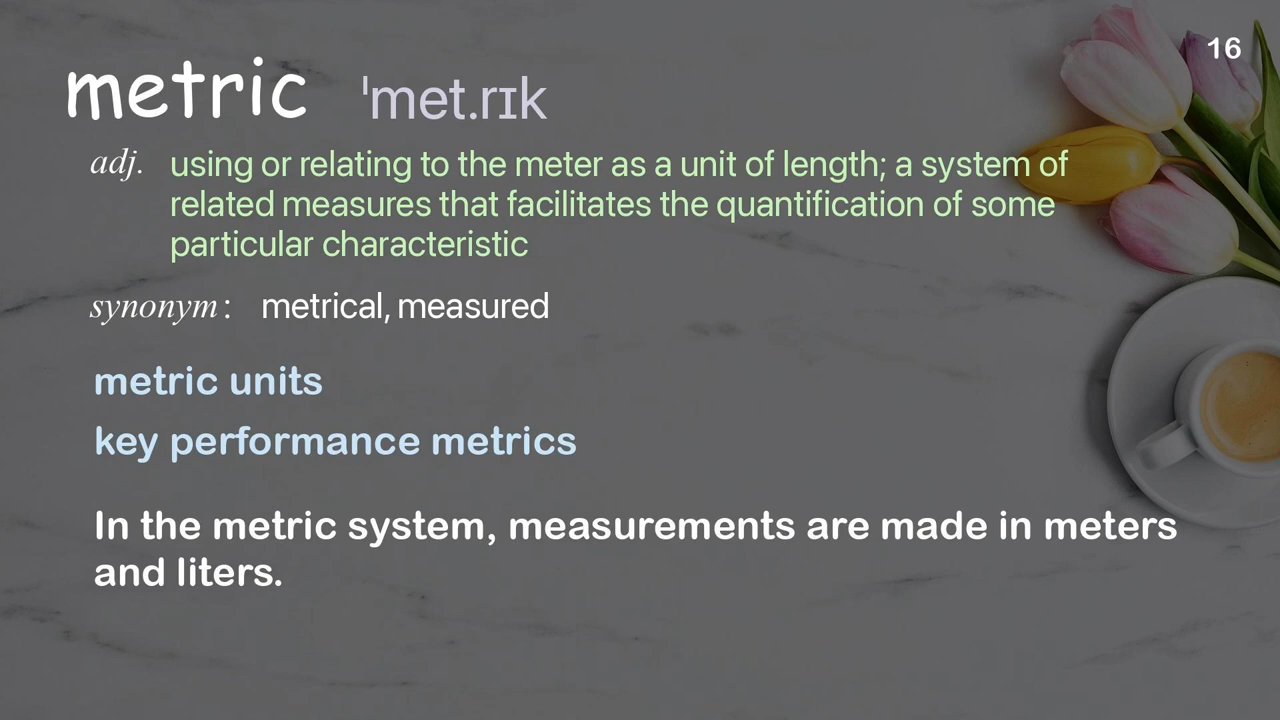 16
metric ˈmet.rɪk
adj. using or relating to the meter as a unit of length; a system of
related measures that facilitates the quantification of some
particular characteristic
synonym: metrical, measured
metric units
key performance metrics
In the metric system, measurements are made in meters
and liters.